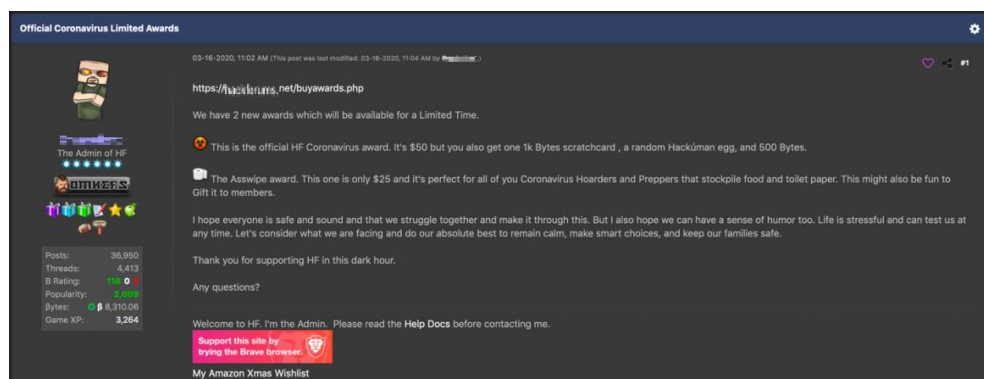 Official Coronavirus Limited Awards
03-16-2020, 11:02 AM (This post was last modified: 03-16-2020, 11:04 AM by .)
#1
https:// .net/buyawards.php
We have 2 new awards which will be available for a Limited Time.
This is the official HF Coronavirus award. It's $50 but you also get one 1k Bytes scratchcard , a random Hackúman egg, and 500 Bytes.
The Asswipe award. This one is only $25 and it's perfect for all of you Coronavirus Hoarders and Preppers that stockpile food and toilet paper. This might also be fun to
Gift it to members.
I hope everyone is safe and sound and that we struggle together and make it through this. But I also hope we can have a sense of humor too. Life is stressful and can test us at
any time. Let's consider what we are facing and do our absolute best to remain calm, make smart choices, and keep our families safe.
Thank you for supporting HF in this dark hour.
Any questions?
Welcome to HF. I'm the Admin. Please read the Help Docs before contacting me.
Support this site by
trying the Brave browser.
My Amazon Xmas Wishlist
The Admin of HF
Posts: 36,950
Threads: 4,413
B Rating: 116 0
Popularity: 2,009
βytes: β 8,310.06
Game XP: 3,264